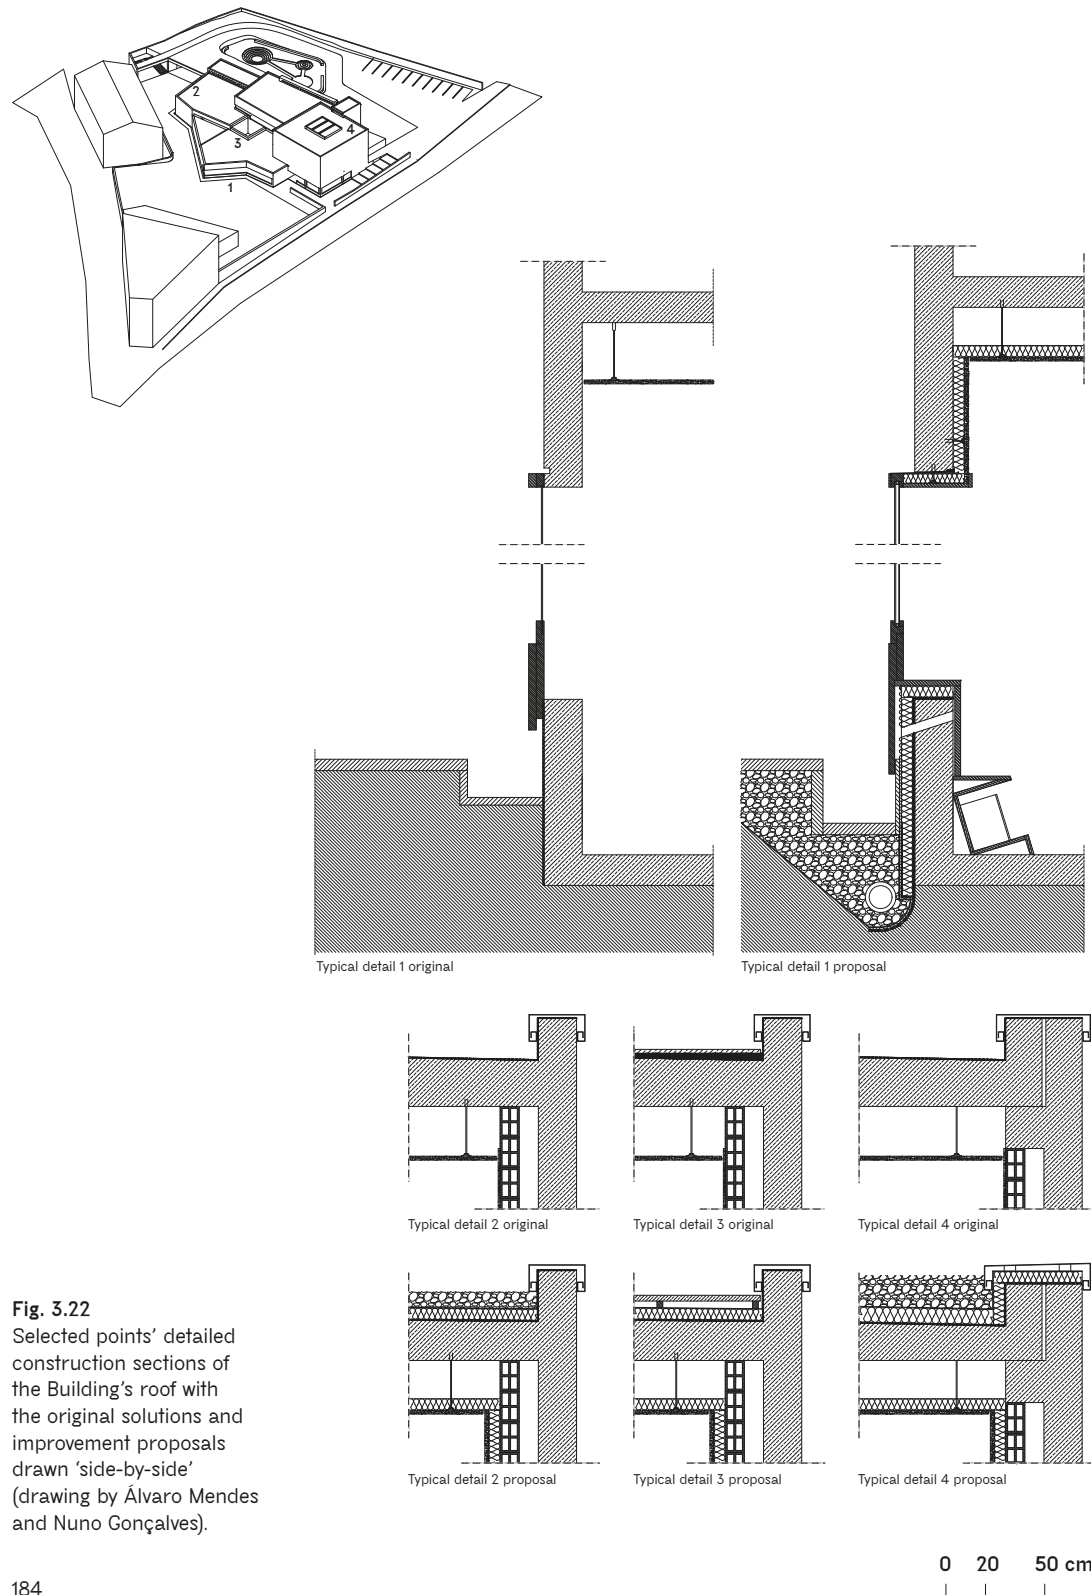 2
4
3
1
Typical detail 1 original
Typical detail 1 proposal
Typical detail 2 original
Typical detail 3 original
Typical detail 4 original
Typical detail 2 proposal
Typical detail 3 proposal
Typical detail 4 proposal
Fig. 3.22
Selected points’ detailed
construction sections of
the Building’s roof with
the original solutions and
improvement proposals
drawn ‘side-by-side’
(drawing by Álvaro Mendes
and Nuno Gonçalves).
0 20 50 cm
184